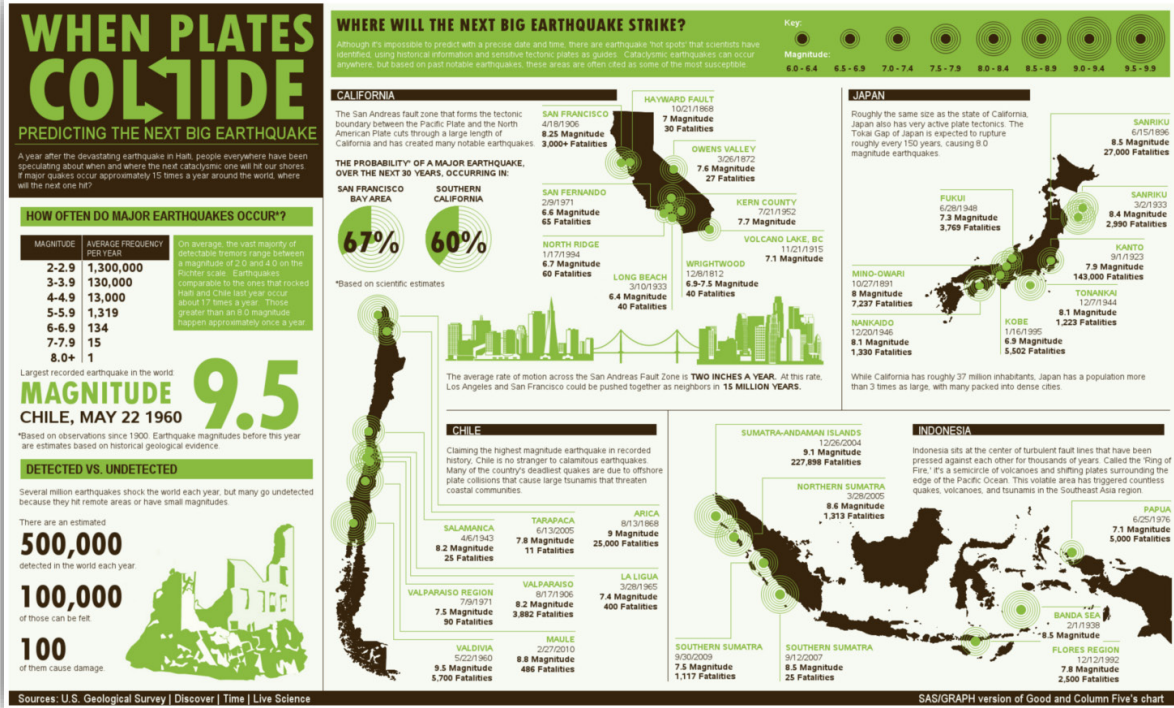 WHEN PLATES
COLLIDE
PREDICTING THE NEXT BIG EARTHQUAKE
A year after the devastating earthquake in Haiti, people everywhere have been
speculating about when and where the next cataclysmic one will hit our shores.
If major quakes occur approximately 15 times a year around the world, where
will the next one hit?
HOW OFTEN DO MAJOR EARTHQUAKES OCCUR*?
MAGNITUDE AVERAGE FREQUENCY
PER YEAR
2-2.9 1,300,000
3-3.9 130,000
4-4.9 13,000
5-5.9 1,319
6-6.9 134
7-7.9 15
8.0+ 1
On average, the vast majority of
detectable tremors range between
a magnitude of 2.0 and 4.0 on the
Richter scale. Earthquakes
comparable to the ones that rocked
Haiti and Chile last year occur
about 17 times a year. Those
greater than an 8.0 magnitude
happen approximately once a year.
Largest recorded earthquake in the world:
MAGNITUDE 9.5
CHILE, MAY 22 1960
*Based on observations since 1900. Earthquake magnitudes before this year
are estimates based on historical geological evidence.
DETECTED VS. UNDETECTED
Several million earthquakes shock the world each year, but many go undetected
because they hit remote areas or have small magnitudes.
There are an estimated
500,000
detected in the world each year.
100,000
of those can be felt.
100
of them cause damage.
WHERE WILL THE NEXT BIG EARTHQUAKE STRIKE?
Although it's impossible to predict with a precise date and time, there are earthquake 'hot spots' that scientists have
identified, using historical information and sensitive tectonic plates as guides. Cataclysmic earthquakes can occur
anywhere, but based on past notable earthquakes, these areas are often cited as some of the most susceptible.
Key:
Magnitude:
6.0 - 6.4 6.5 - 6.9 7.0 - 7.4 7.5 - 7.9 8.0 - 8.4 8.5 - 8.9 9.0 - 9.4 9.5 - 9.9
CALIFORNIA
The San Andreas fault zone that forms the tectonic
boundary between the Pacific Plate and the North
American Plate cuts through a large length of
California and has created many notable earthquakes.
THE PROBABILITY* OF A MAJOR EARTHQUAKE,
OVER THE NEXT 30 YEARS, OCCURRING IN:
SAN FRANCISCO
BAY AREA
67%
SOUTHERN
CALIFORNIA
60%
*Based on scientific estimates
SAN FRANCISCO
4/18/1906
8.25 Magnitude
3,000+ Fatalities
HAYWARD FAULT
10/21/1868
7 Magnitude
30 Fatalities
OWENS VALLEY
3/26/1872
7.6 Magnitude
27 Fatalities
SAN FERNANDO
2/9/1971
6.6 Magnitude
65 Fatalities
KERN COUNTY
7/21/1952
7.7 Magnitude
NORTH RIDGE
1/17/1994
6.7 Magnitude
60 Fatalities
VOLCANO LAKE, BC
11/21/1915
7.1 Magnitude
WRIGHTWOOD
12/8/1812
6.9-7.5 Magnitude
40 Fatalities
LONG BEACH
3/10/1933
6.4 Magnitude
40 Fatalities
The average rate of motion across the San Andreas Fault Zone is TWO INCHES A YEAR. At this rate,
Los Angeles and San Francisco could be pushed together as neighbors in 15 MILLION YEARS.
JAPAN
Roughly the same size as the state of California,
Japan also has very active plate tectonics. The
Tokai Gap of Japan is expected to rupture
roughly every 150 years, causing 8.0
magnitude earthquakes.
SANRIKU
6/15/1896
8.5 Magnitude
27,000 Fatalities
FUKUI
6/28/1948
7.3 Magnitude
3,769 Fatalities
SANRIKU
3/2/1933
8.4 Magnitude
2,990 Fatalities
KANTO
9/1/1923
7.9 Magnitude
143,000 Fatalities
MINO-OWARI
10/27/1891
8 Magnitude
7,237 Fatalities
TONANKAI
12/7/1944
8.1 Magnitude
1,223 Fatalities
NANKAIDO
12/20/1946
8.1 Magnitude
1,330 Fatalities
KOBE
1/16/1995
6.9 Magnitude
5,502 Fatalities
While California has roughly 37 million inhabitants, Japan has a population more
than 3 times as large, with many packed into dense cities.
CHILE
Claiming the highest magnitude earthquake in recorded
history, Chile is no stranger to calamitous earthquakes.
Many of the country's deadliest quakes are due to offshore
plate collisions that cause large tsunamis that threaten
coastal communities.
SALAMANCA
4/6/1943
8.2 Magnitude
25 Fatalities
TARAPACA
6/13/2005
7.8 Magnitude
11 Fatalities
ARICA
8/13/1868
9 Magnitude
25,000 Fatalities
VALPARAISO REGION
7/9/1971
7.5 Magnitude
90 Fatalities
VALPARAISO
8/17/1906
8.2 Magnitude
3,882 Fatalities
LA LIGUA
3/28/1965
7.4 Magnitude
400 Fatalities
VALDIVIA
5/22/1960
9.5 Magnitude
5,700 Fatalities
MAULE
2/27/2010
8.8 Magnitude
486 Fatalities
INDONESIA
Indonesia sits at the center of turbulent fault lines that have been
pressed against each other for thousands of years. Called the 'Ring of
Fire,' it's a semicircle of volcanoes and shifting plates surrounding the
edge of the Pacific Ocean. This volatile area has triggered countless
quakes, volcanoes, and tsunamis in the Southeast Asia region.
SUMATRA-ANDAMAN ISLANDS
12/26/2004
9.1 Magnitude
227,898 Fatalities
NORTHERN SUMATRA
3/28/2005
8.6 Magnitude
1,313 Fatalities
PAPUA
6/25/1976
7.1 Magnitude
5,000 Fatalities
BANDA SEA
2/1/1938
8.5 Magnitude
SOUTHERN SUMATRA
9/30/2009
7.5 Magnitude
1,117 Fatalities
SOUTHERN SUMATRA
9/12/2007
8.5 Magnitude
25 Fatalities
FLORES REGION
12/12/1992
7.8 Magnitude
2,500 Fatalities
Sources: U.S. Geological Survey | Discover | Time | Live Science
SAS/GRAPH version of Good and Column Five's chart